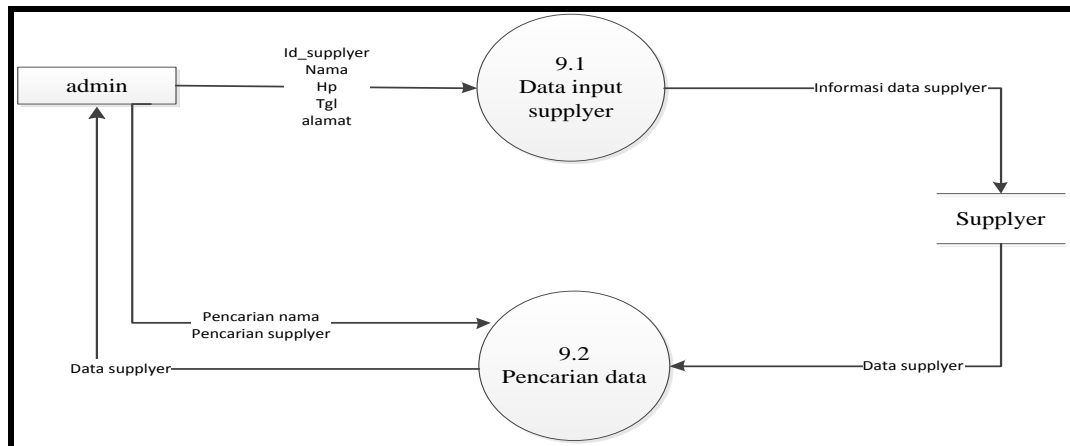 admin
Id_supplyer
Nama
Hp
Tgl
alamat
9.1
Data input
supplyer
Informasi data supplyer
Supplyer
Pencarian nama
Pencarian supplyer
9.2
Pencarian data
Data supplyer
Data supplyer